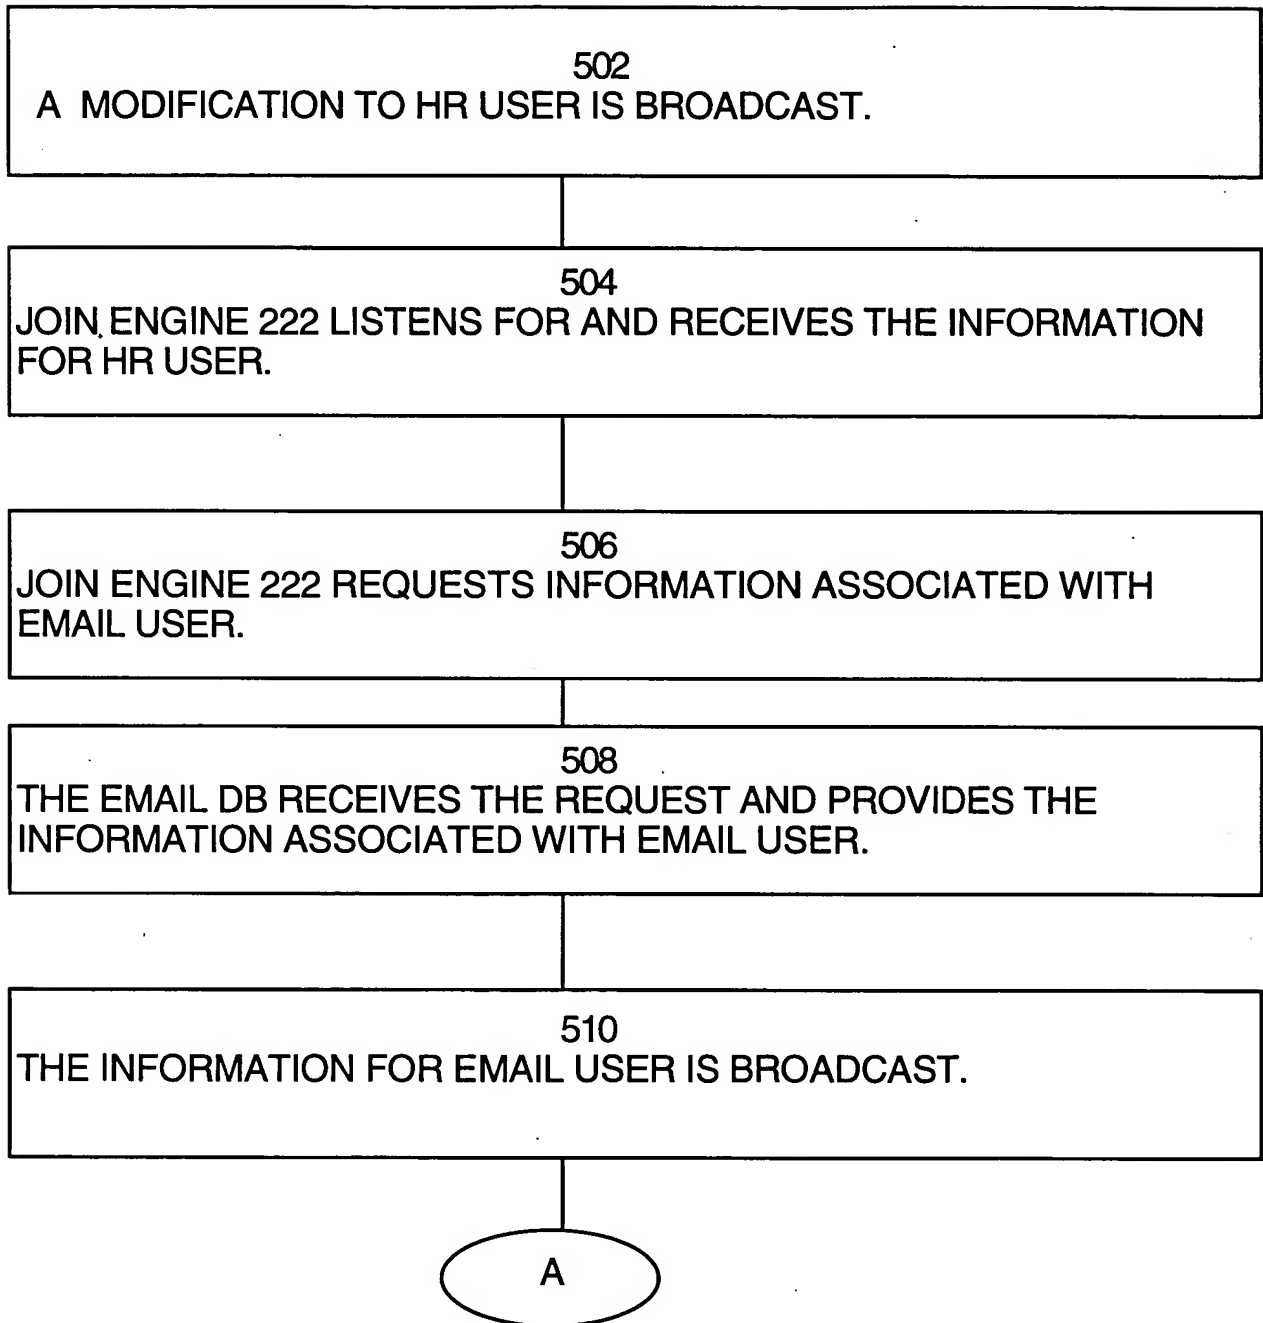 502
A MODIFICATION TO HR USER IS BROADCAST.
504
JOIN ENGINE 222 LISTENS FOR AND RECEIVES THE INFORMATION
FOR HR USER.
506
JOIN ENGINE 222 REQUESTS INFORMATION ASSOCIATED WITH
EMAIL USER.
508
THE EMAIL DB RECEIVES THE REQUEST AND PROVIDES THE
INFORMATION ASSOCIATED WITH EMAIL USER.
510
THE INFORMATION FOR EMAIL USER IS BROADCAST.
A